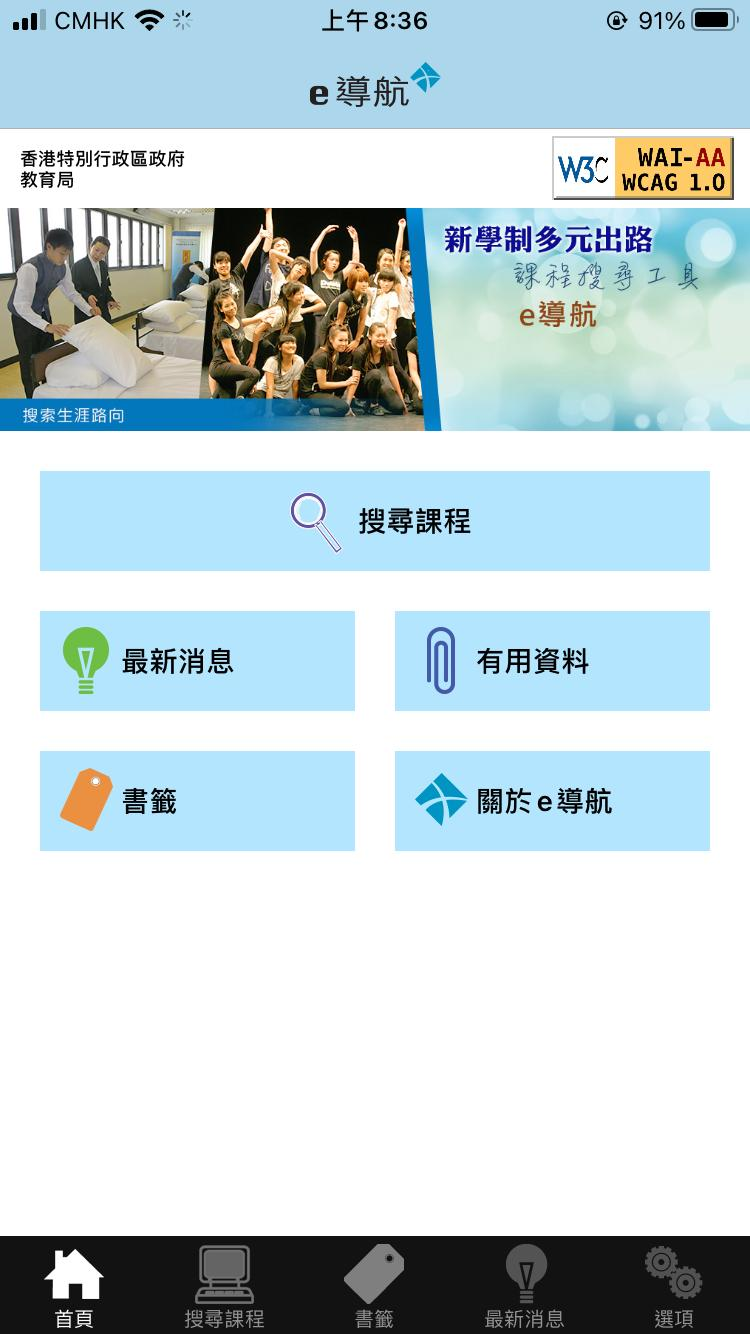 CMHK 上午8:36 91%
e導航
香港特別行政區政府
教育局
W3C WAI-AA
WCAG 1.0
新學制多元出路
課程搜尋工具
e導航
搜索生涯路向
搜尋課程
最新消息 有用資料
書籤 關於e導航
首頁 搜尋課程 書籤 最新消息 選項